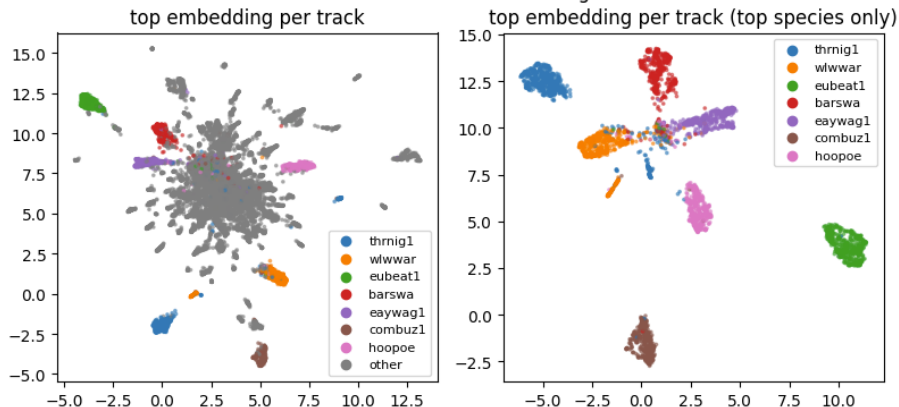 top embedding per track
15.0
12.5
10.0
7.5
5.0
2.5
0.0
−2.5
−5.0
−5.0
−2.5
0.0
2.5
5.0
7.5
10.0
12.5
thrnig1
wlwwar
eubeat1
barswa
eaywag1
combuz1
hoopoe
other
top embedding per track (top species only)
15.0
12.5
10.0
7.5
5.0
2.5
0.0
−2.5
−5.0
−2.5
0.0
2.5
5.0
7.5
10.0
thrnig1
wlwwar
eubeat1
barswa
eaywag1
combuz1
hoopoe